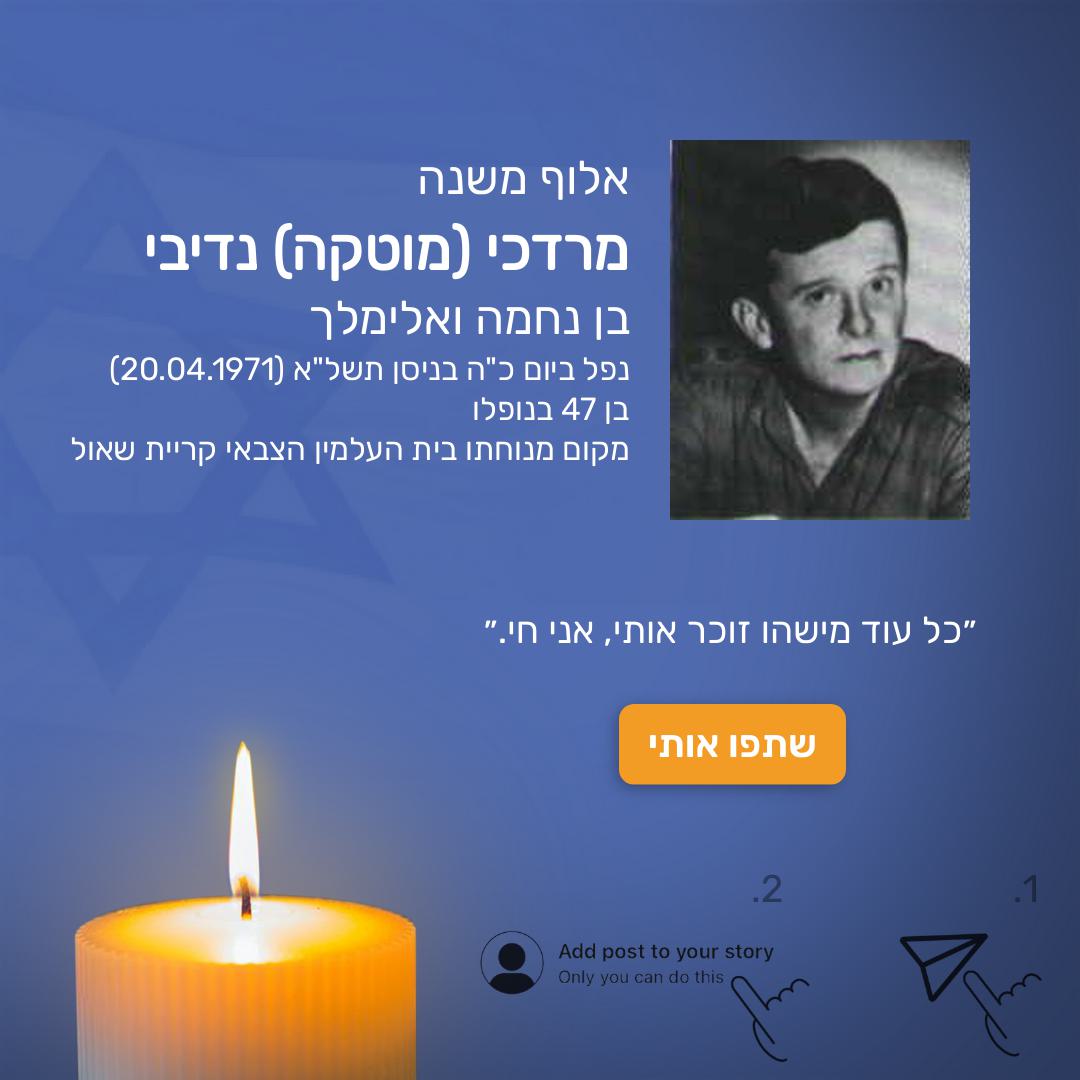 אלוף משנה
מרדכי (מוטקה) נדיבי
בן נחמה ואלימלך
נפל ביום כ"ה בניסן תשל"א (20.04.1971)
בן 47 בנופלו
מקום מנוחתו בית העלמין הצבאי קריית שאול
״כל עוד מישהו זוכר אותי, אני חי.״
שתפו אותי
1.
2.
Add post to your story
Only you can do this